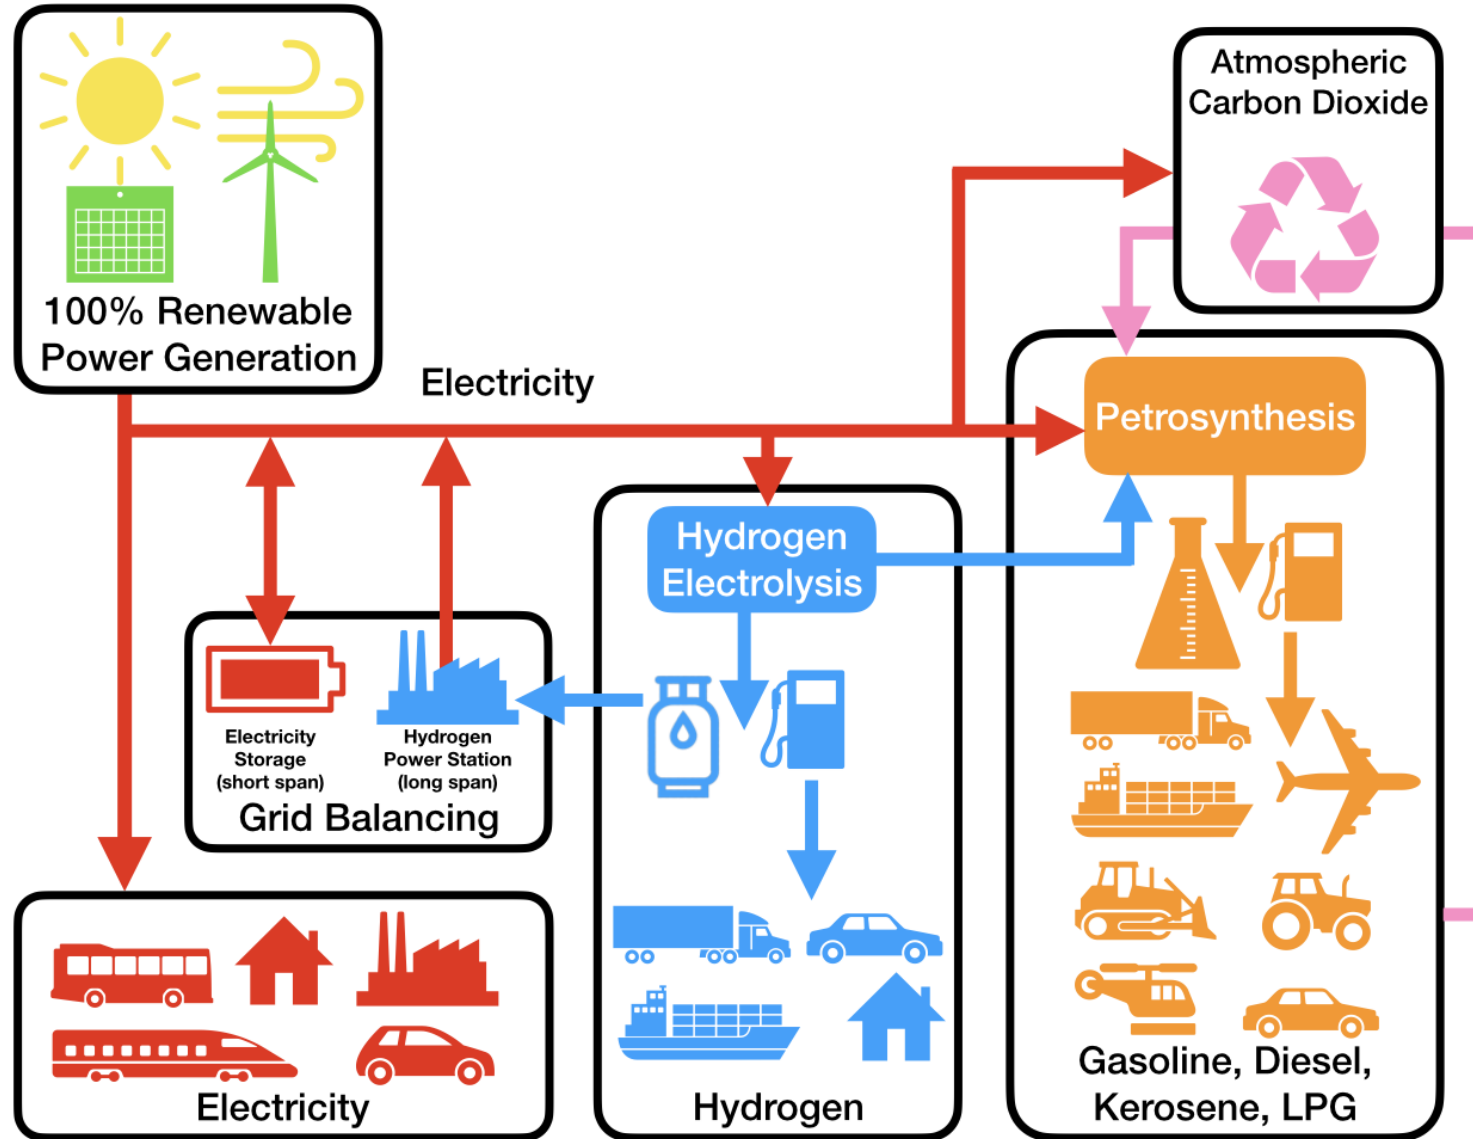 100% Renewable
Power Generation
Electricity
Atmospheric
Carbon Dioxide
Petrosynthesis
Hydrogen
Electrolysis
Electricity
Storage
(short span)
Hydrogen
Power Station
(long span)
Grid Balancing
Electricity
Hydrogen
Gasoline, Diesel,
Kerosene, LPG